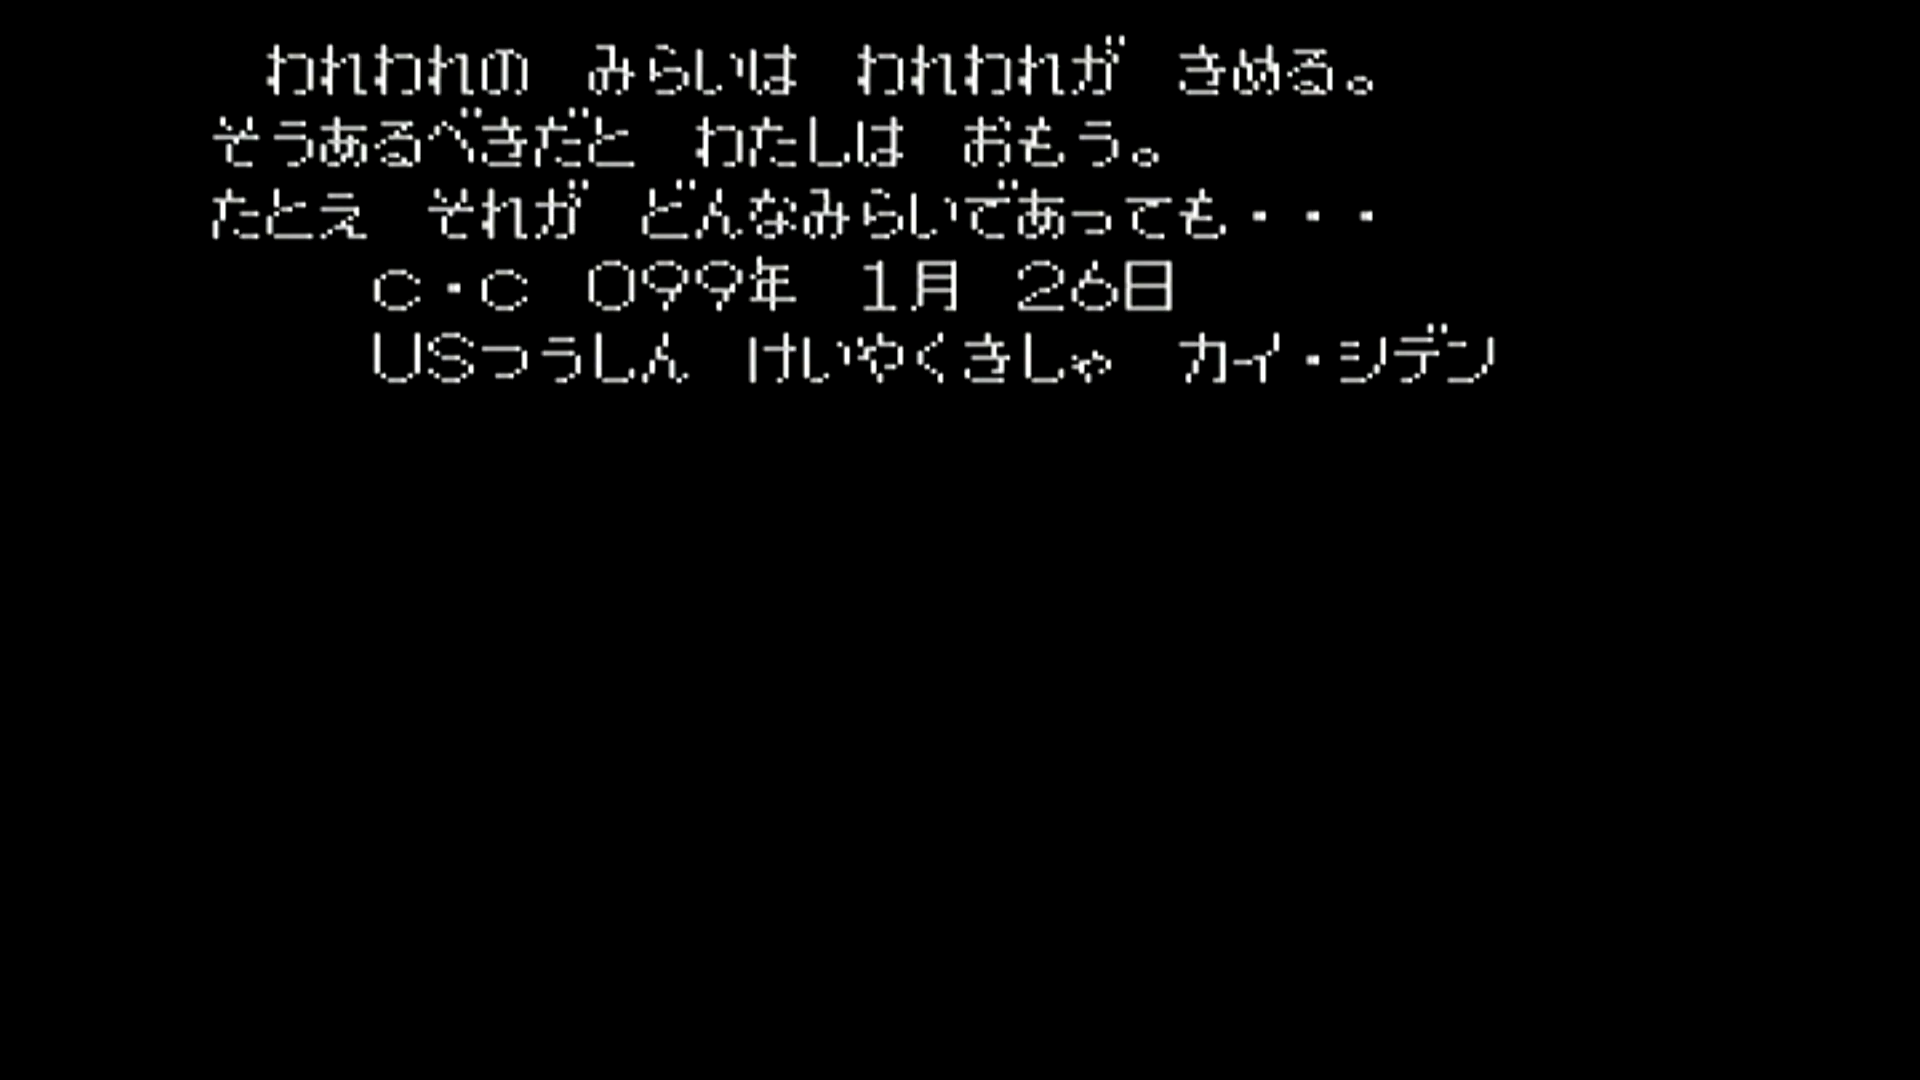 われわれの　みらいは　われわれが　きめる。
そうあるべきだと　わたしは　おもう。
たとえ　それが　どんなみらいであっても・・・
C・C　099年　1月　26日
USつうしん　けいやくきしゃ　カイ・シデン